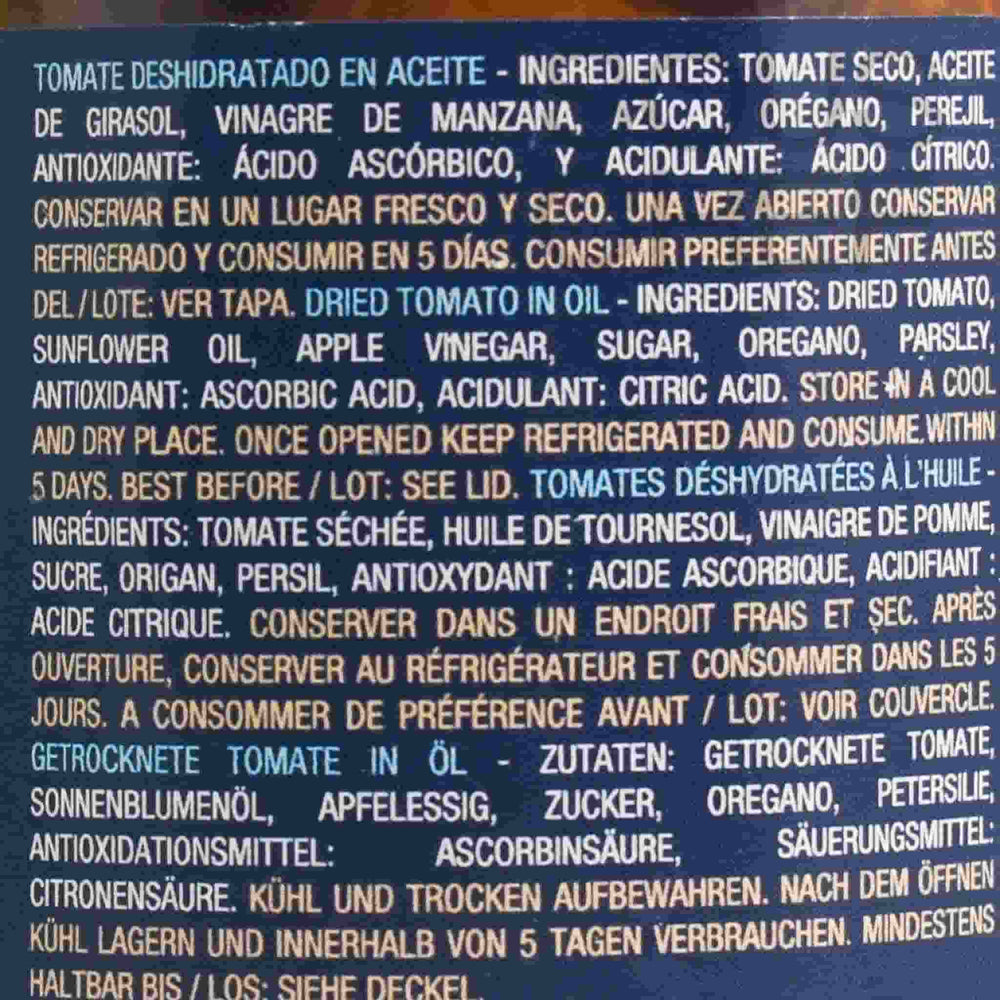 TOMATE DESHIDRATADO EN ACEITE - INGREDIENTES: TOMATE SECO, ACEITE
DE GIRASOL, VINAGRE DE MANZANA, AZÚCAR, ORÉGANO, PEREJIL,
ANTIOXIDANTE: ÁCIDO ASCÓRBICO, Y ACIDULANTE: ÁCIDO CÍTRICO.
CONSERVAR EN UN LUGAR FRESCO Y SECO. UNA VEZ ABIERTO CONSERVAR
REFRIGERADO Y CONSUMIR EN 5 DÍAS. CONSUMIR PREFERENTEMENTE ANTES
DEL / LOTE: VER TAPA. DRIED TOMATO IN OIL - INGREDIENTS: DRIED TOMATO,
SUNFLOWER OIL, APPLE VINEGAR, SUGAR, OREGANO, PARSLEY,
ANTIOXIDANT: ASCORBIC ACID, ACIDULANT: CITRIC ACID. STORE IN A COOL
AND DRY PLACE. ONCE OPENED KEEP REFRIGERATED AND CONSUME WITHIN
5 DAYS. BEST BEFORE / LOT: SEE LID. TOMATES DÉSHYDRATÉES À L'HUILE -
INGRÉDIENTS: TOMATE SÉCHÉE, HUILE DE TOURNESOL, VINAIGRE DE POMME,
SUCRE, ORIGAN, PERSIL, ANTIOXYDANT : ACIDE ASCORBIQUE, ACIDIFIANT :
ACIDE CITRIQUE. CONSERVER DANS UN ENDROIT FRAIS ET SEC. APRÈS
OUVERTURE, CONSERVER AU RÉFRIGÉRATEUR ET CONSOMMER DANS LES 5
JOURS. A CONSOMMER DE PRÉFÉRENCE AVANT / LOT: VOIR COUVERCLE.
GETROCKNETE TOMATE IN ÖL - ZUTATEN: GETROCKNETE TOMATE,
SONNENBLUMENÖL, APFELESSIG, ZUCKER, OREGANO, PETERSILIE,
ANTIOXIDATIONSMITTEL: ASCORBINSÄURE, SÄUERUNGSMITTEL:
CITRONENSÄURE. KÜHL UND TROCKEN AUFBEWAHREN. NACH DEM ÖFFNEN
KÜHL LAGERN UND INNERHALB VON 5 TAGEN VERBRAUCHEN. MINDESTENS
HALTBAR BIS / LOS: SIEHE DECKEL.